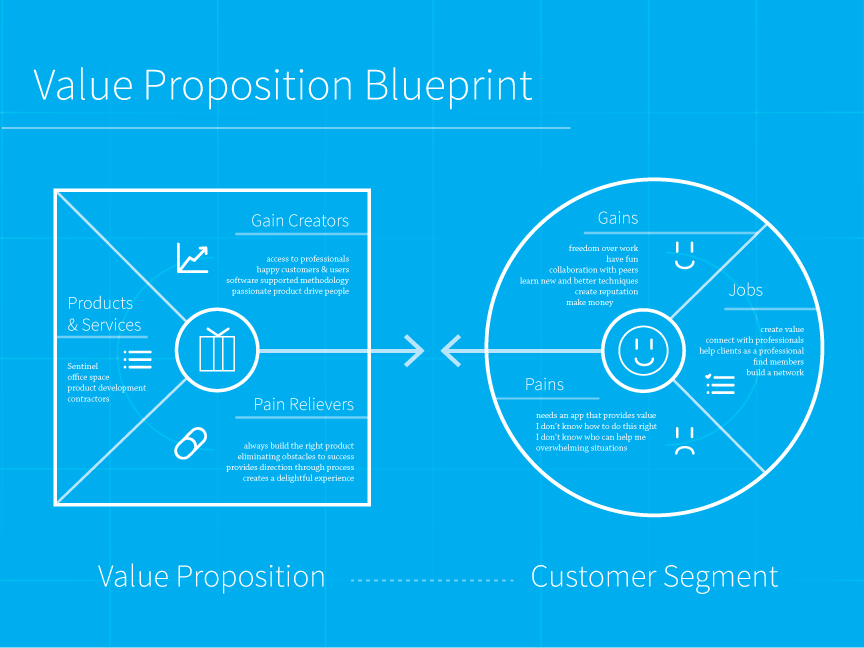 Value Proposition Blueprint
Gain Creators
access to professionals
happy customers & users
software supported methodology
passionate product drive people
Products
& Services
Sentinel
office space
product development
contractors
Pain Relievers
always build the right product
eliminating obstacles to success
provides direction through process
creates a delightful experience
Gains
freedom over work
have fun
collaboration with peers
learn new and better techniques
create reputation
make money
Jobs
create value
connect with professionals
help clients as a professional
find members
build a network
Pains
needs an app that provides value
I don't know how to do this right
I don't know who can help me
overwhelming situations
Value Proposition
Customer Segment